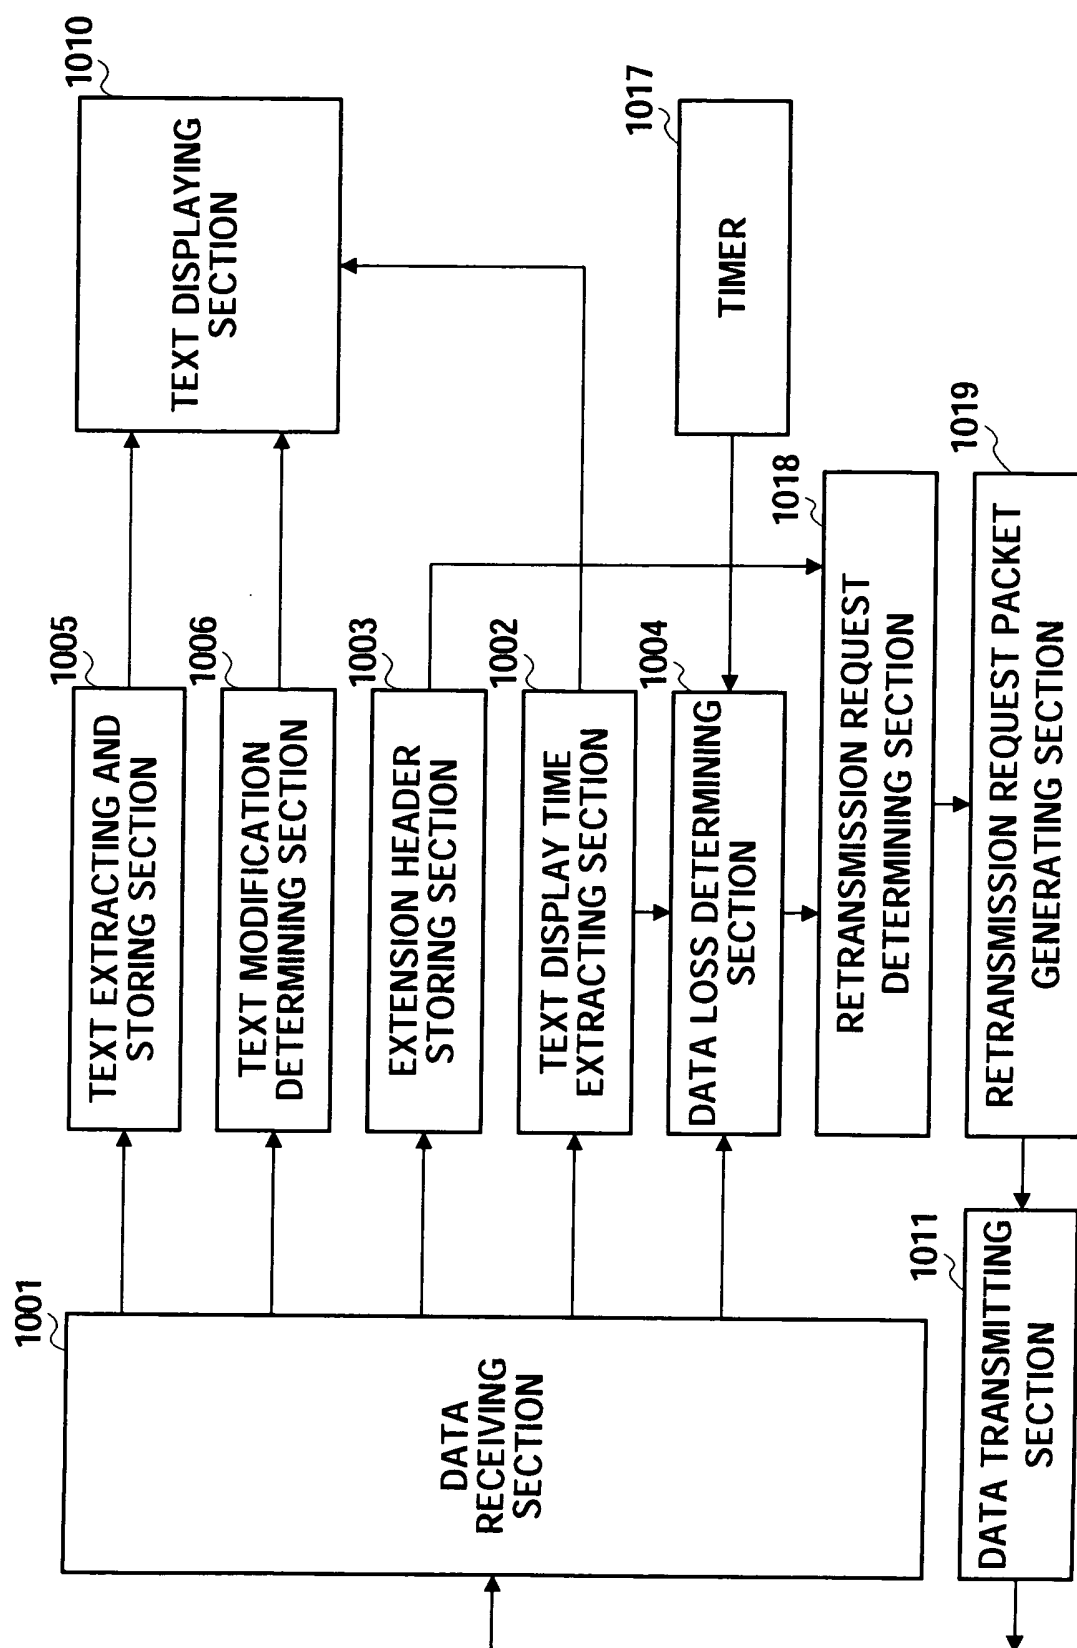 1001
DATA
RECEIVING
SECTION
1005
TEXT EXTRACTING AND
STORING SECTION
1006
TEXT MODIFICATION
DETERMINING SECTION
1003
EXTENSION HEADER
STORING SECTION
1002
TEXT DISPLAY TIME
EXTRACTING SECTION
1004
DATA LOSS DETERMINING
SECTION
1010
TEXT DISPLAYING
SECTION
1017
TIMER
1018
RETRANSMISSION REQUEST
DETERMINING SECTION
1019
RETRANSMISSION REQUEST PACKET
GENERATING SECTION
1011
DATA TRANSMITTING
SECTION